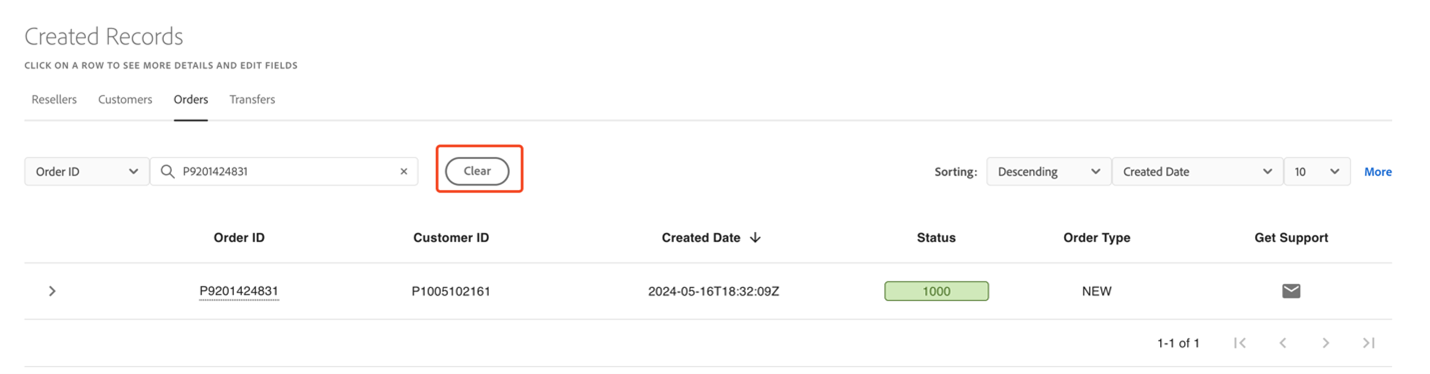 Created Records
CLICK ON A ROW TO SEE MORE DETAILS AND EDIT FIELDS
Resellers Customers Orders Transfers
Order ID P9201424831 Clear Sorting: Descending Created Date 10 More
Order ID Customer ID Created Date Status Order Type Get Support
P9201424831 P1005102161 2024-05-16T18:32:09Z 1000 NEW
1-1 of 1